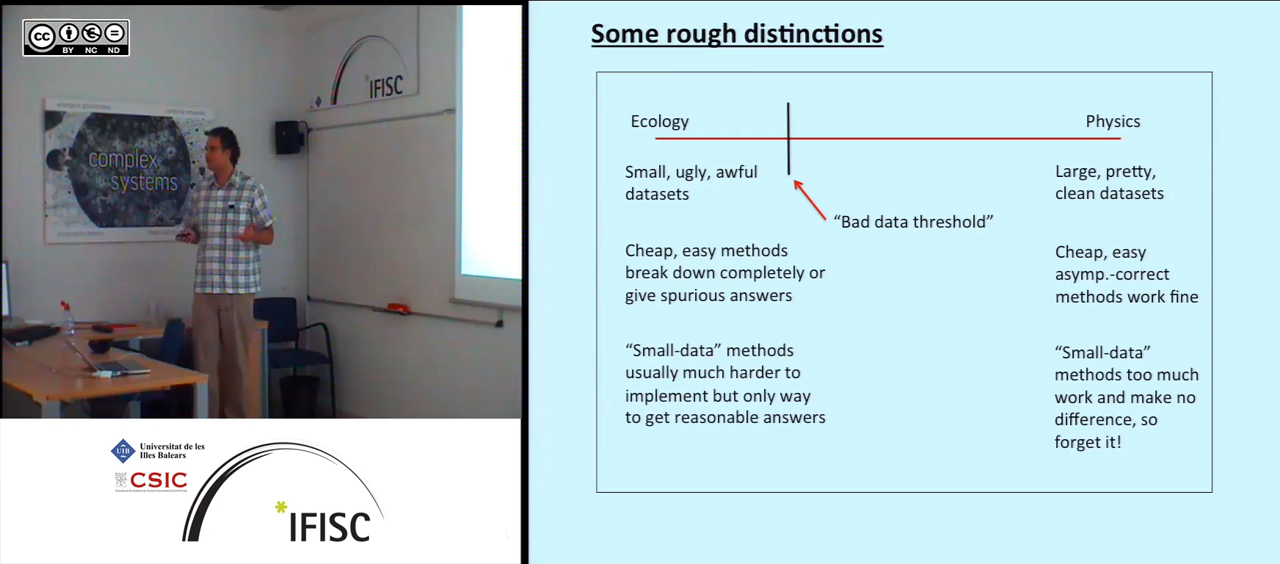 cc
BY NC ND
*IFISC
complex
systems
Universitat de les
Illes Balears
UIB
CSIC
*IFISC
Some rough distinctions
Ecology
Physics
Small, ugly, awful
datasets
Large, pretty,
clean datasets
“Bad data threshold”
Cheap, easy methods
break down completely or
give spurious answers
Cheap, easy
asymp.-correct
methods work fine
“Small-data” methods
usually much harder to
implement but only way
to get reasonable answers
“Small-data”
methods too much
work and make no
difference, so
forget it!